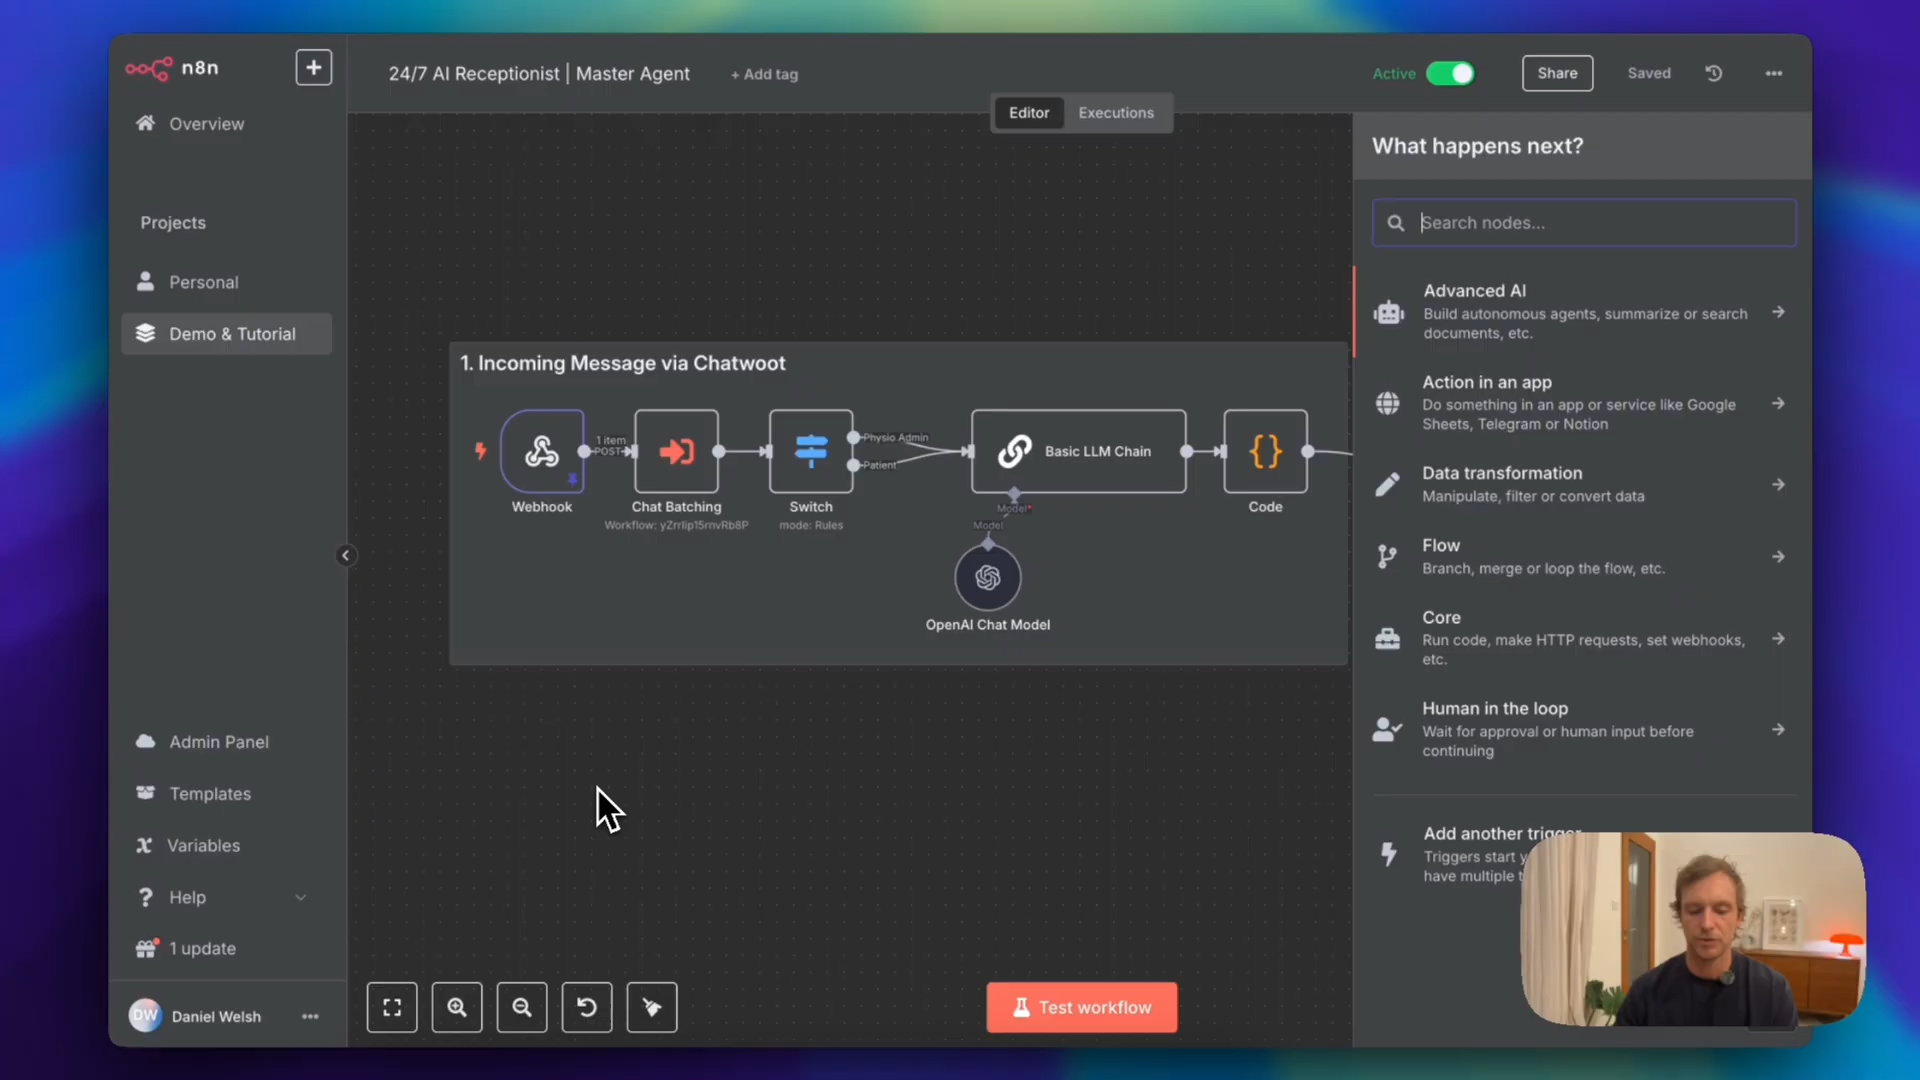 n8n
+
Overview
Projects
Personal
Demo & Tutorial
Admin Panel
Templates
Variables
Help
1 update
DW
Daniel Welsh
24/7 AI Receptionist | Master Agent
+ Add tag
Active
Share
Saved
Editor
Executions
1. Incoming Message via Chatwoot
1 item
POST
Physio Admin
Patient
Basic LLM Chain
Webhook
Chat Batching
Workflow: yZrrlip15rnvRb8P
Switch
mode: Rules
Code
Model*
Model
OpenAI Chat Model
Test workflow
What happens next?
Search nodes...
Advanced AI
Build autonomous agents, summarize or search
documents, etc.
Action in an app
Do something in an app or service like Google
Sheets, Telegram or Notion
Data transformation
Manipulate, filter or convert data
Flow
Branch, merge or loop the flow, etc.
Core
Run code, make HTTP requests, set webhooks,
etc.
Human in the loop
Wait for approval or human input before
continuing
Add another trigger
Triggers start
have multiple